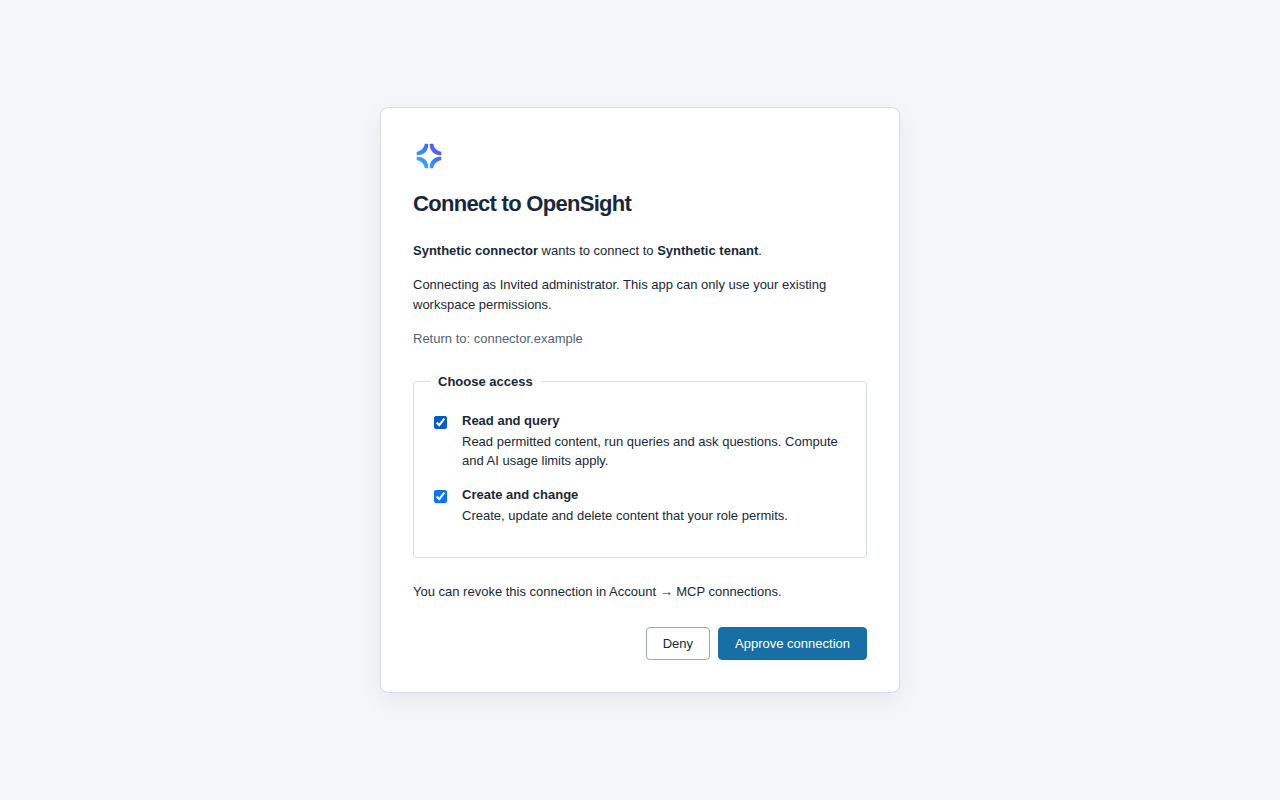 Connect to OpenSight
Synthetic connector wants to connect to Synthetic tenant.
Connecting as Invited administrator. This app can only use your existing
workspace permissions.
Return to: connector.example
Choose access
Read and query
Read permitted content, run queries and ask questions. Compute
and AI usage limits apply.
Create and change
Create, update and delete content that your role permits.
You can revoke this connection in Account → MCP connections.
Deny
Approve connection